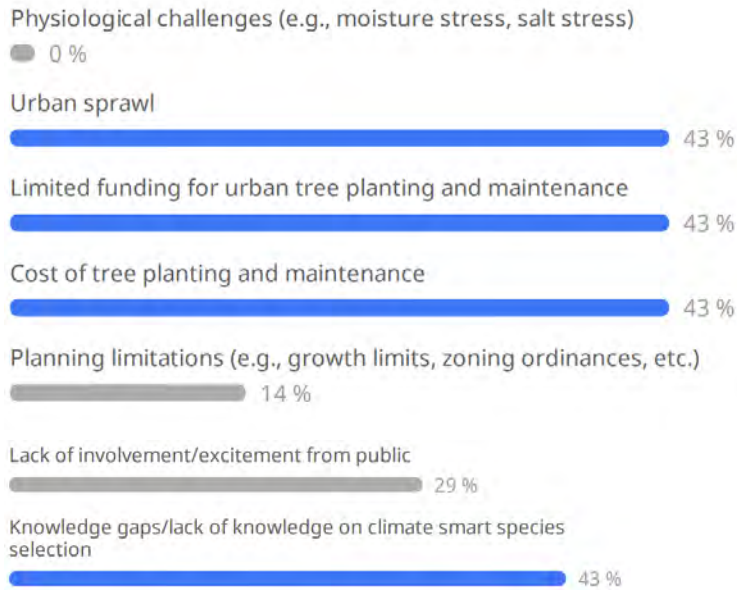 Physiological challenges (e.g., moisture stress, salt stress)
0 %
Urban sprawl
43 %
Limited funding for urban tree planting and maintenance
43 %
Cost of tree planting and maintenance
43 %
Planning limitations (e.g., growth limits, zoning ordinances, etc.)
14 %
Lack of involvement/excitement from public
29 %
Knowledge gaps/lack of knowledge on climate smart species
selection
43 %